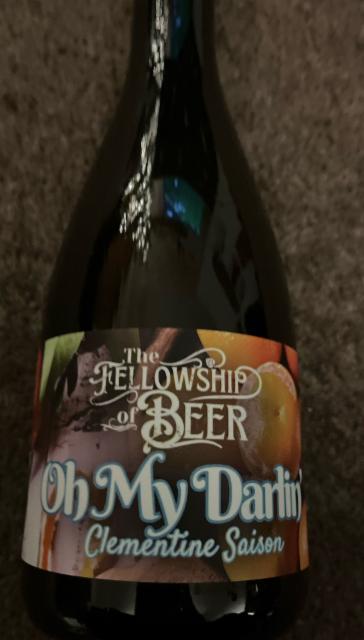 The
FELLOWSHIP
of BEER
Oh My Darlin'
Clementine Saison